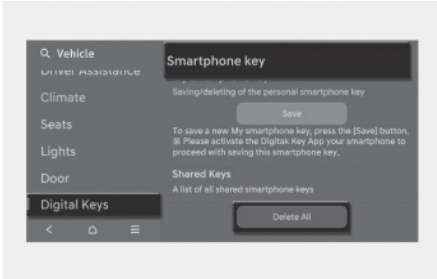 Vehicle
Driver Assistance
Climate
Seats
Lights
Door
Digital Keys
Smartphone key
Saving/deleting of the personal smartphone key
Save
To save a new My smartphone key, press the [Save] button.
※ Please activate the Digitak Key App your smartphone to
proceed with saving this smartphone key.
Shared Keys
A list of all shared smartphone keys
Delete All